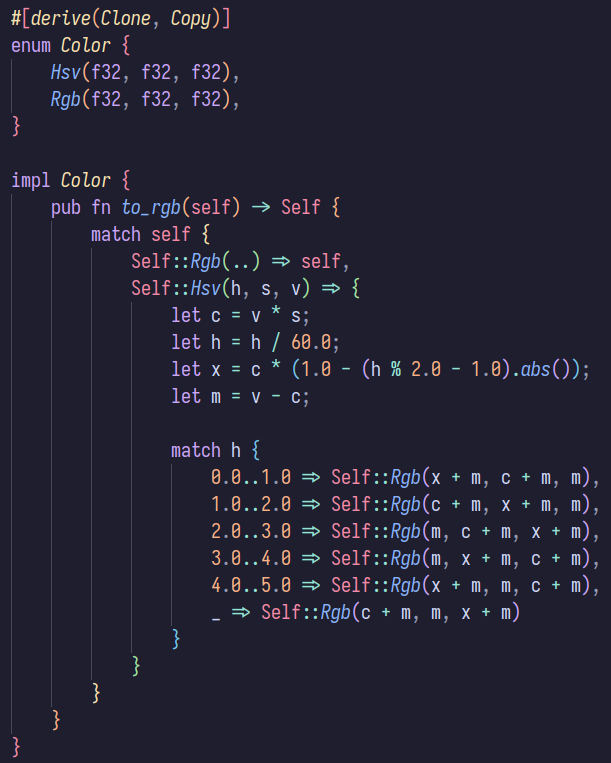 #[derive(Clone, Copy)]
enum Color {
    Hsv(f32, f32, f32),
    Rgb(f32, f32, f32),
}

impl Color {
    pub fn to_rgb(self) -> Self {
        match self {
            Self::Rgb(..) => self,
            Self::Hsv(h, s, v) => {
                let c = v * s;
                let h = h / 60.0;
                let x = c * (1.0 - (h % 2.0 - 1.0).abs());
                let m = v - c;

                match h {
                    0.0..1.0 => Self::Rgb(x + m, c + m, m),
                    1.0..2.0 => Self::Rgb(c + m, x + m, m),
                    2.0..3.0 => Self::Rgb(m, c + m, x + m),
                    3.0..4.0 => Self::Rgb(m, x + m, c + m),
                    4.0..5.0 => Self::Rgb(x + m, m, c + m),
                    _ => Self::Rgb(c + m, m, x + m)
                }
            }
        }
    }
}